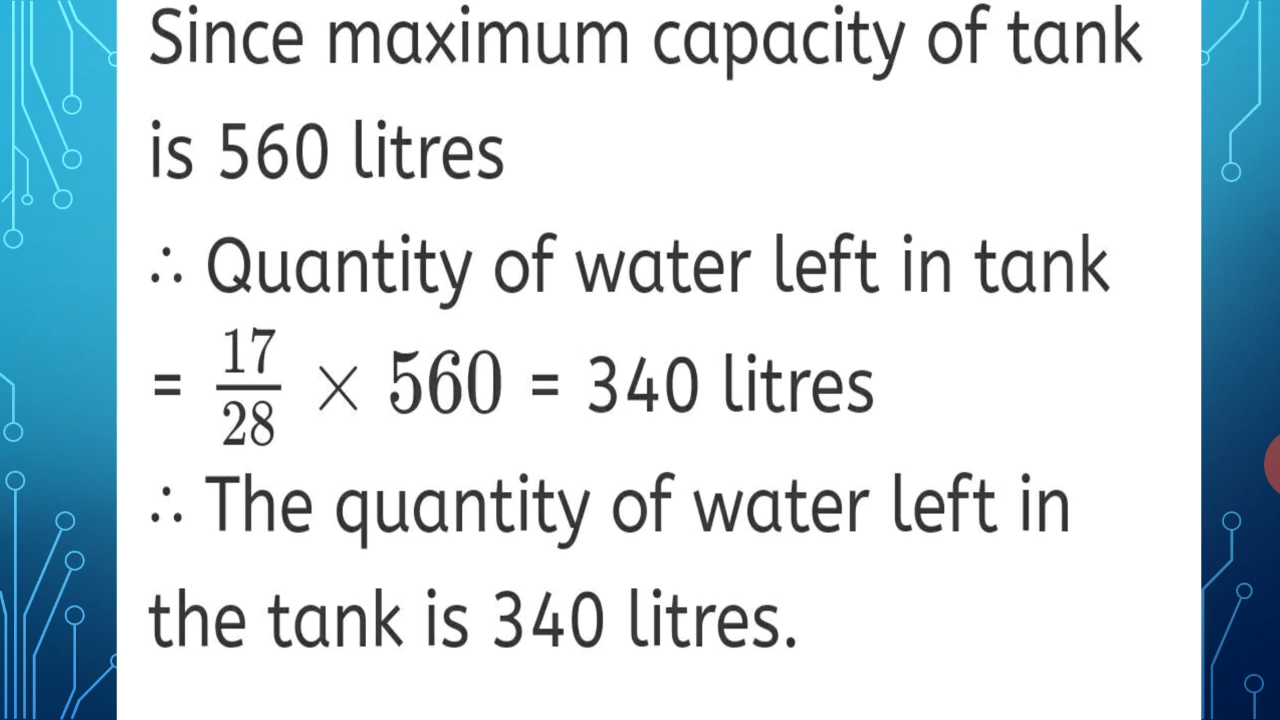 Since maximum capacity of tank
is 560 litres
∴ Quantity of water left in tank
= 17/28 × 560 = 340 litres
∴ The quantity of water left in
the tank is 340 litres.